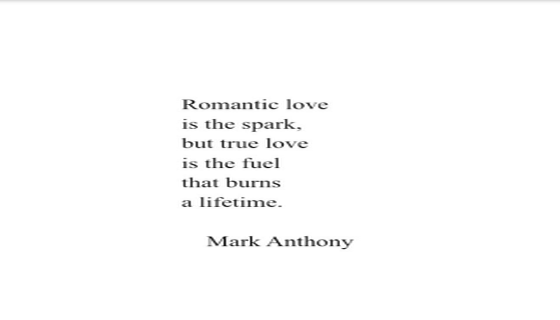 Romantic love
is the spark,
but true love
is the fuel
that burns
a lifetime.
Mark Anthony